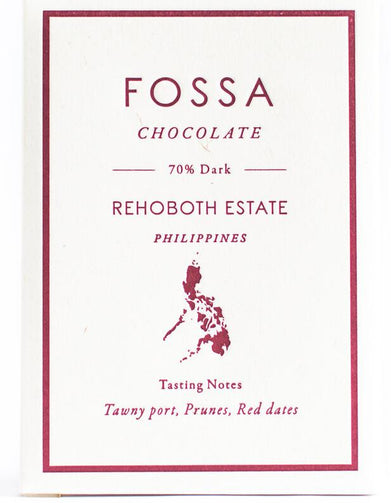 FOSSA
CHOCOLATE
70% Dark
REHOBOTH ESTATE
PHILIPPINES
Tasting Notes
Tawny port, Prunes, Red dates